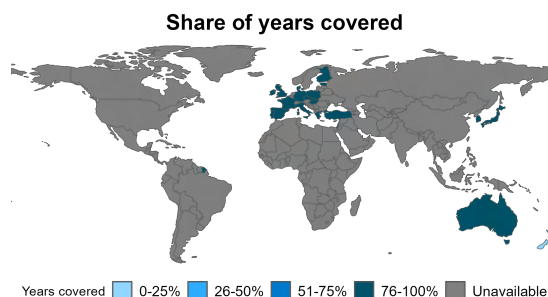 Share of years covered
Years covered 0-25% 26-50% 51-75% 76-100% Unavailable